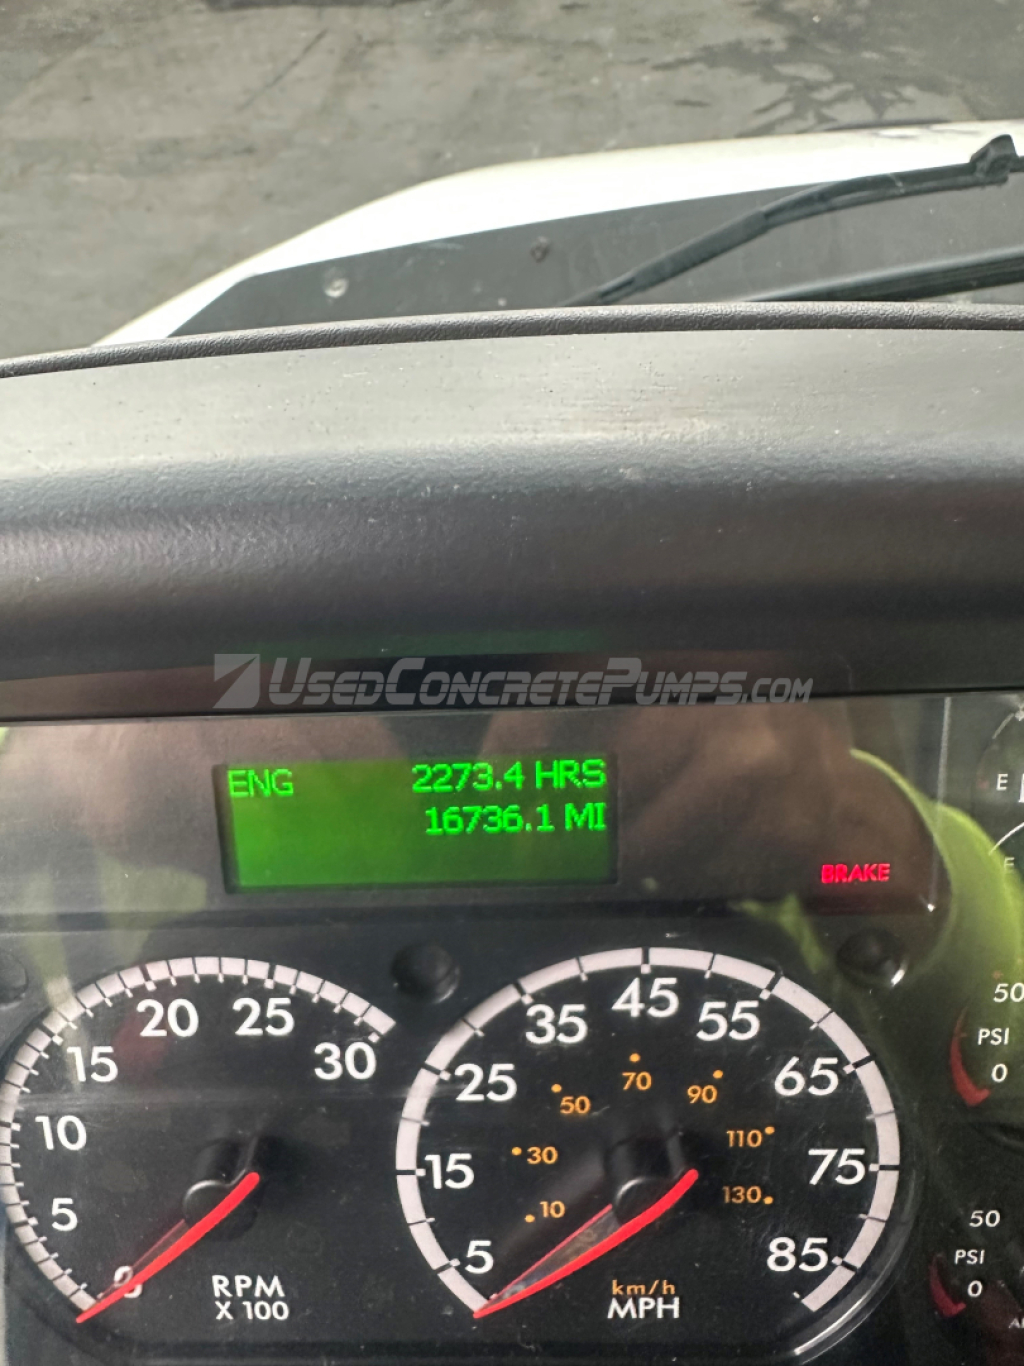 USEDCONCRETEPUMPS.COM
ENG 2273.4 HRS
16736.1 MI
BRAKE
E
F
0
5
10
15
20
25
30
RPM
X 100
5
15
25
35
45
55
65
75
85
10
30
50
70
90
110
130
km/h
MPH
50
PSI
0
50
PSI
0